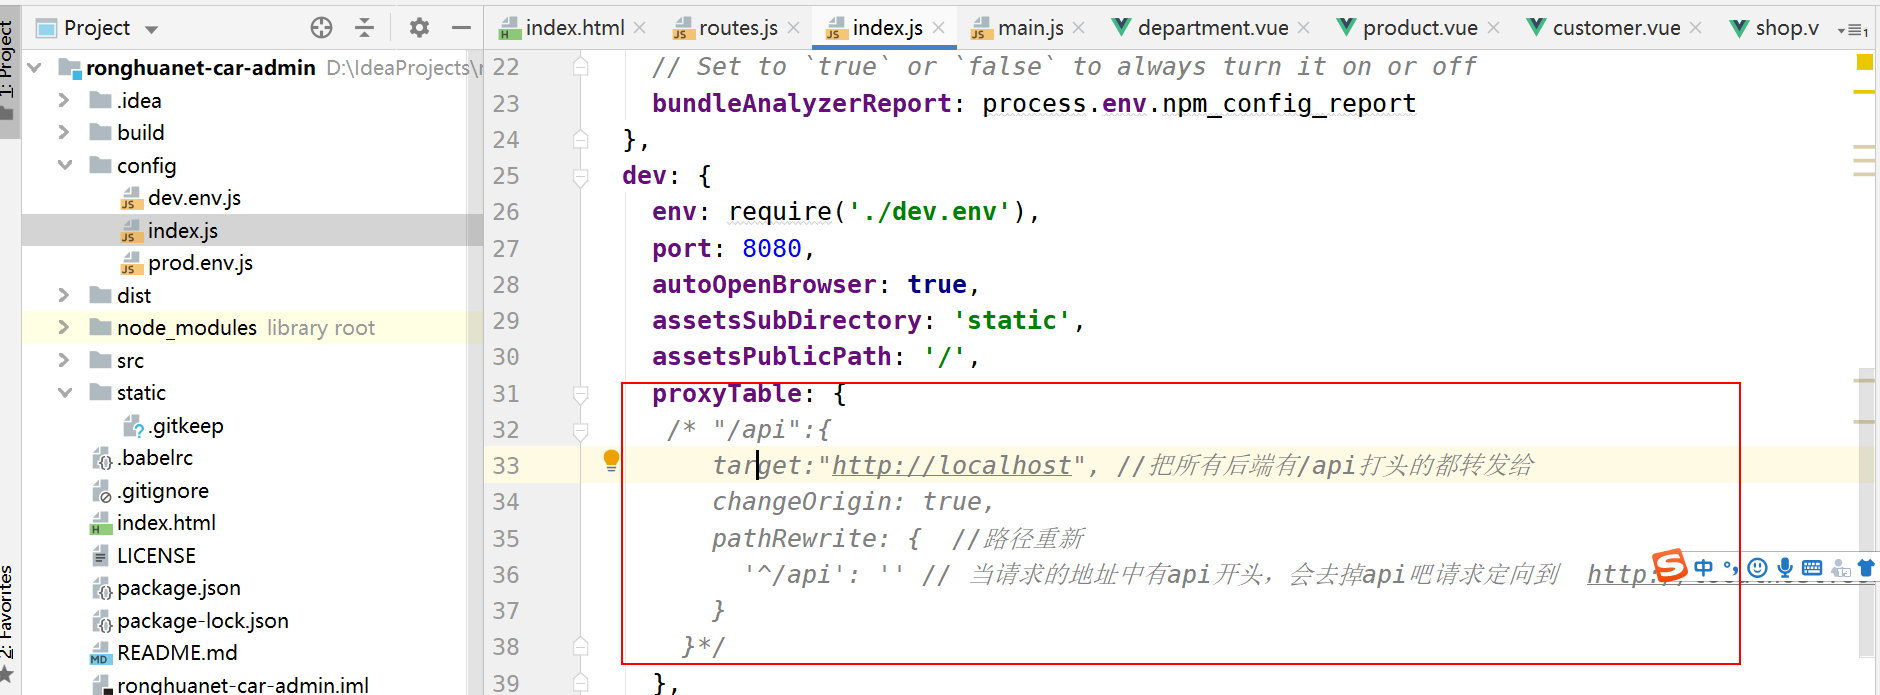 1: Project
2: Favorites
Project
index.html
routes.js
index.js
main.js
department.vue
product.vue
customer.vue
shop.v
ronghuanet-car-admin D:\IdeaProjects\r
.idea
build
config
dev.env.js
index.js
prod.env.js
dist
node_modules library root
src
static
.gitkeep
.babelrc
.gitignore
index.html
LICENSE
package.json
package-lock.json
README.md
ronghuanet-car-admin.iml
22 // Set to `true` or `false` to always turn it on or off
23 bundleAnalyzerReport: process.env.npm_config_report
24 },
25 dev: {
26 env: require('./dev.env'),
27 port: 8080,
28 autoOpenBrowser: true,
29 assetsSubDirectory: 'static',
30 assetsPublicPath: '/',
31 proxyTable: {
32 /* "/api":{
33 target:"http://localhost", //把所有后端有/api打头的都转发给
34 changeOrigin: true,
35 pathRewrite: { //路径重新
36 '^/api': '' // 当请求的地址中有api开头，会去掉api吧请求定向到 http:
37 }
38 }*/
39 },
中